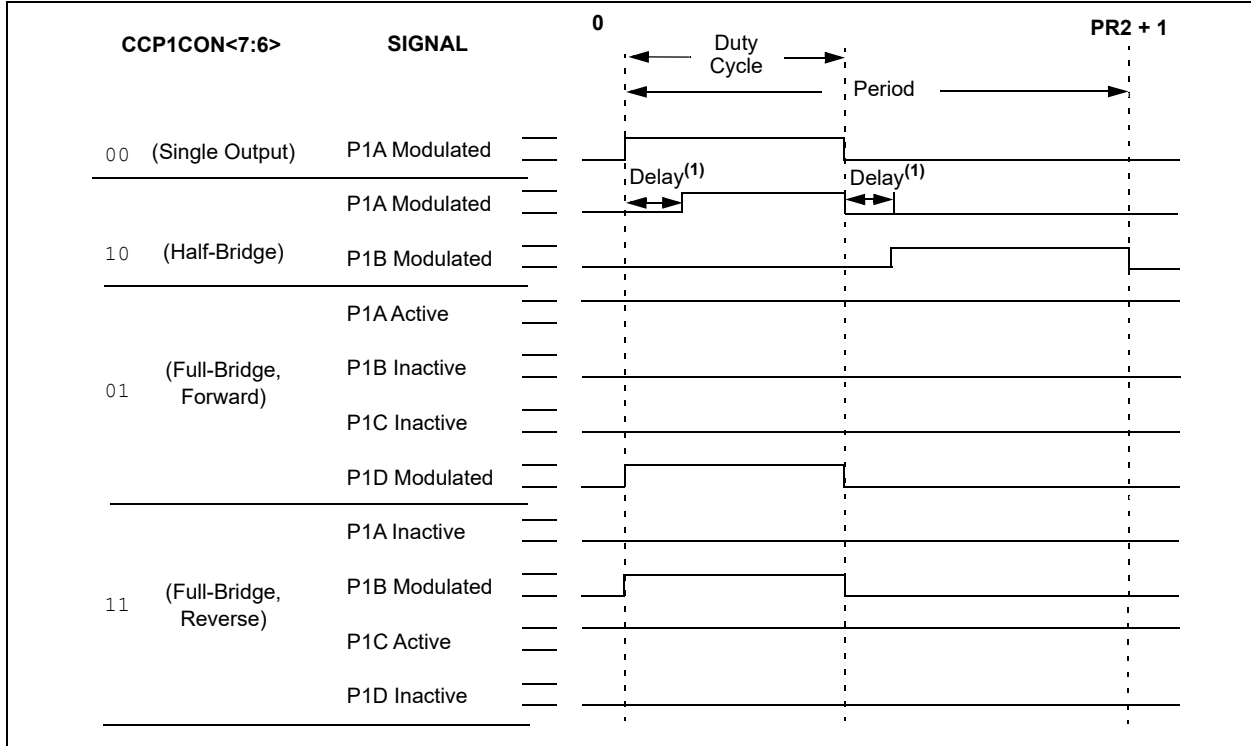 CCP1CON<7:6>
SIGNAL
0
PR2 + 1
Duty
Cycle
Period
00 (Single Output)
P1A Modulated
Delay(1)
Delay(1)
10 (Half-Bridge)
P1A Modulated
P1B Modulated
01 (Full-Bridge,
Forward)
P1A Active
P1B Inactive
P1C Inactive
P1D Modulated
11 (Full-Bridge,
Reverse)
P1A Inactive
P1B Modulated
P1C Active
P1D Inactive